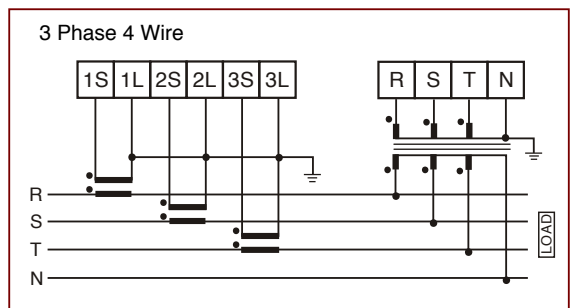 3 Phase 4 Wire
1S 1L 2S 2L 3S 3L
R S T N
R
S
T
N
LOAD